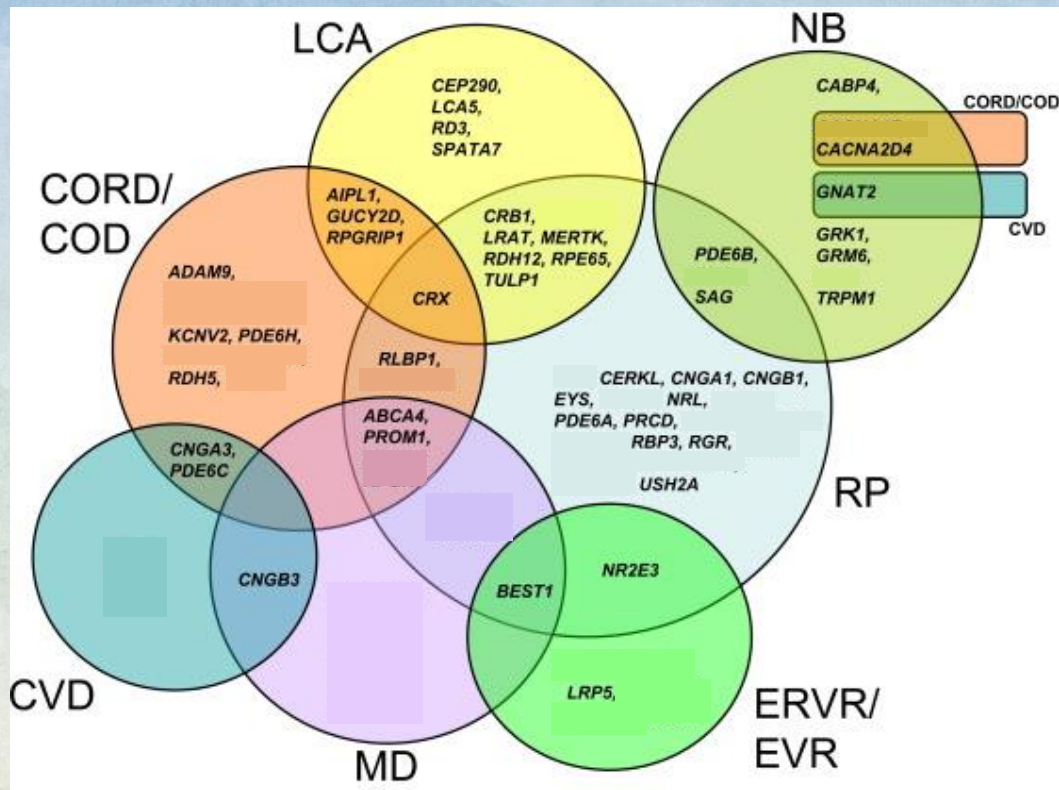 LCA
NB
CEP290,
LCA5,
RD3,
SPATA7
CABP4,
CORD/COD
CACNA2D4
GNAT2
CVD
GRK1,
GRM6,
TRPM1
PDE6B,
SAG
CORD/
COD
AIPL1,
GUCY2D,
RPGRIP1
CRB1,
LRAT, MERTK,
RDH12, RPE65,
TULP1
ADAM9,
KCNV2, PDE6H,
RDH5,
CRX
RLBP1,
ABCA4,
PROM1,
CERKL, CNGA1, CNGB1,
EYS, NRL,
PDE6A, PRCD,
RBP3, RGR,
USH2A
RP
CNGA3,
PDE6C
CNGB3
BEST1
NR2E3
LRP5,
CVD
MD
ERVR/
EVR